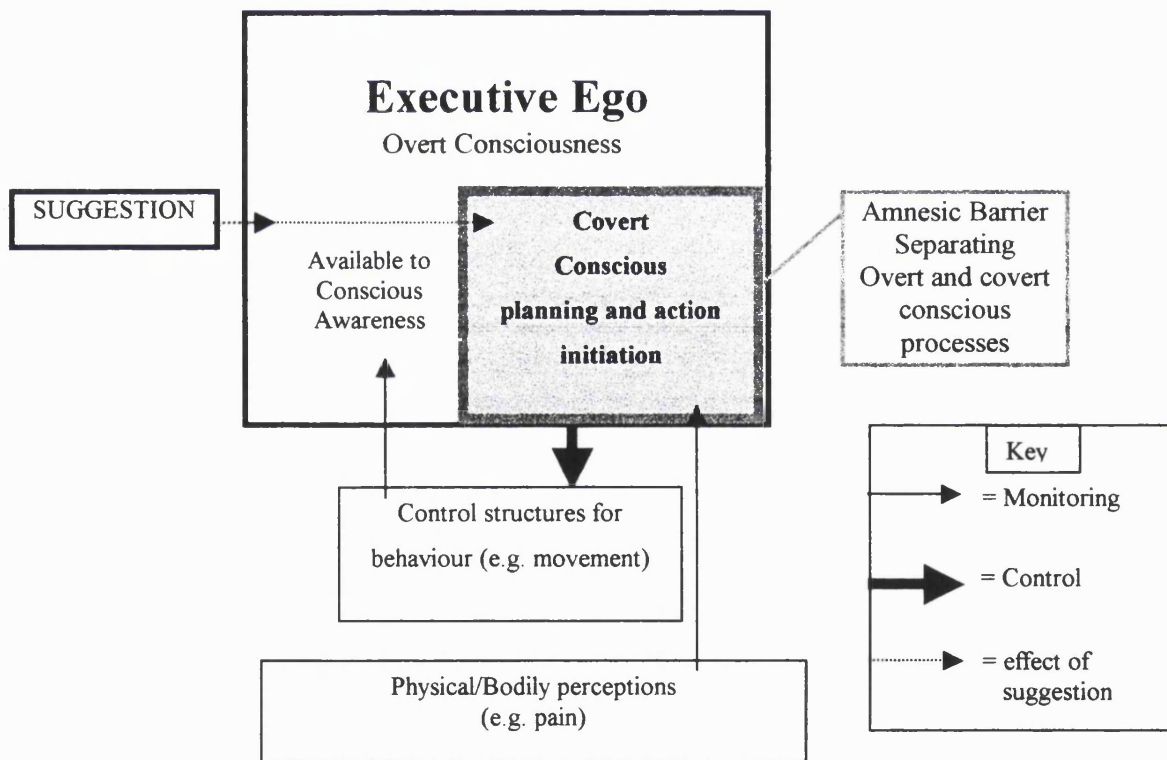 Executive Ego
Overt Consciousness
SUGGESTION
Available to
Conscious
Awareness
Covert
Conscious
planning and action
initiation
Amnesic Barrier
Separating
Overt and covert
conscious
processes
Control structures for
behaviour (e.g. movement)
Physical/Bodily perceptions
(e.g. pain)
Key
= Monitoring
= Control
= effect of
suggestion